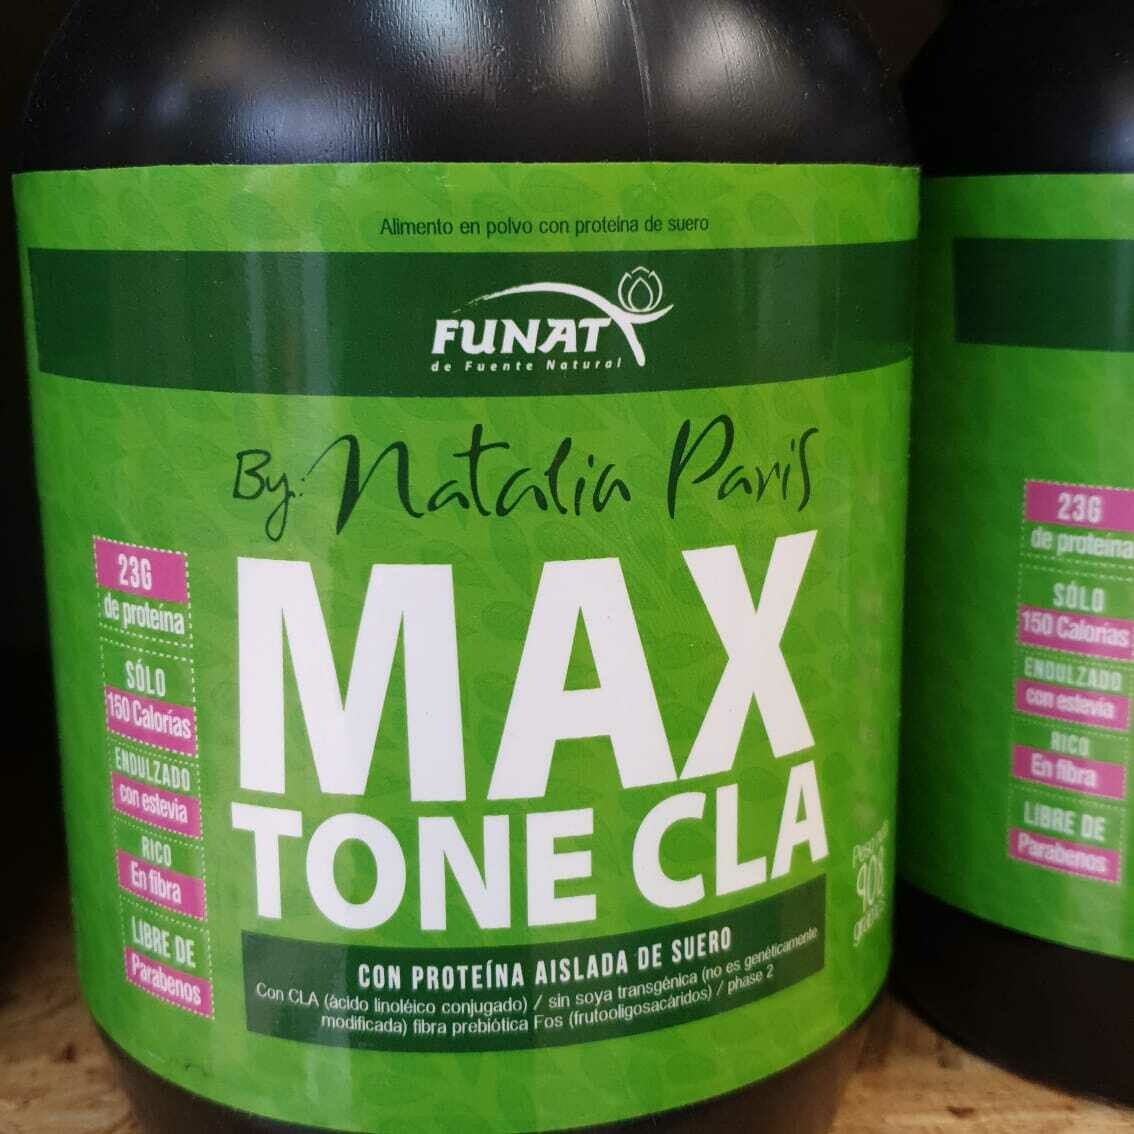 Alimento en polvo con proteína de suero
FUNAT
de Fuente Natural
By: Natalia Paris
MAX
TONE CLA
23G
de proteína
SÓLO
150 Calorías
ENDULZADO
con estevia
RICO
En fibra
LIBRE DE
Parabenos
CON PROTEÍNA AISLADA DE SUERO
Con CLA (ácido linoléico conjugado) / sin soya transgénica (no es genéticamente
modificada) fibra prebiótica Fos (frutooligosacáridos) / phase 2
Peso
gramos
23G
de proteína
SÓLO
150 Calorías
ENDULZADO
con estevia
RICO
En fibra
LIBRE DE
Parabenos